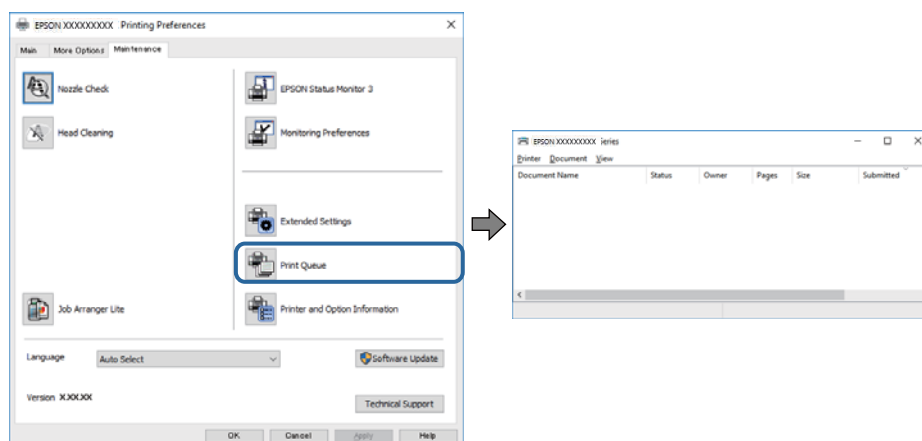 EPSON XXXXXXXXX Printing Preferences
Main More Options Maintenance
Nozzle Check
EPSON Status Monitor 3
Head Cleaning
Monitoring Preferences
Extended Settings
Print Queue
Job Arranger Lite
Printer and Option Information
Language Auto Select Software Update
Version X.XX.XX
Technical Support
OK Cancel Apply Help
EPSON XXXXXXXXX ieries
Printer Document View
Document Name Status Owner Pages Size Submitted